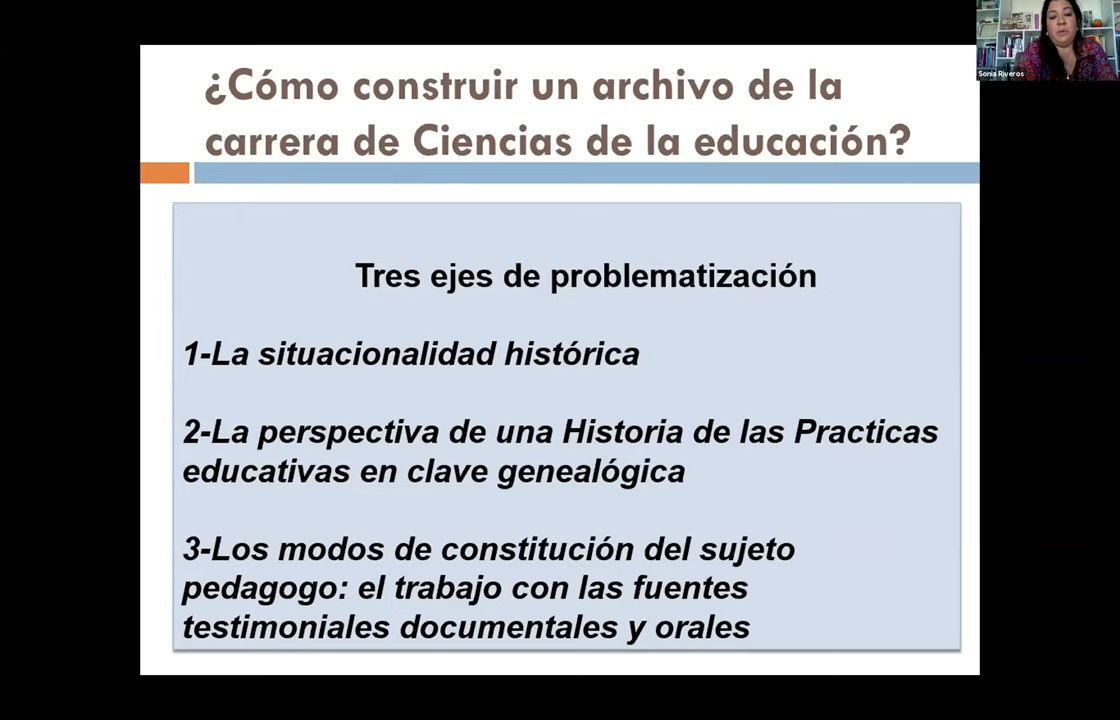 ¿Cómo construir un archivo de la
carrera de Ciencias de la educación?
Sonia Riveros
Tres ejes de problematización
1-La situacionalidad histórica
2-La perspectiva de una Historia de las Practicas
educativas en clave genealógica
3-Los modos de constitución del sujeto
pedagogo: el trabajo con las fuentes
testimoniales documentales y orales